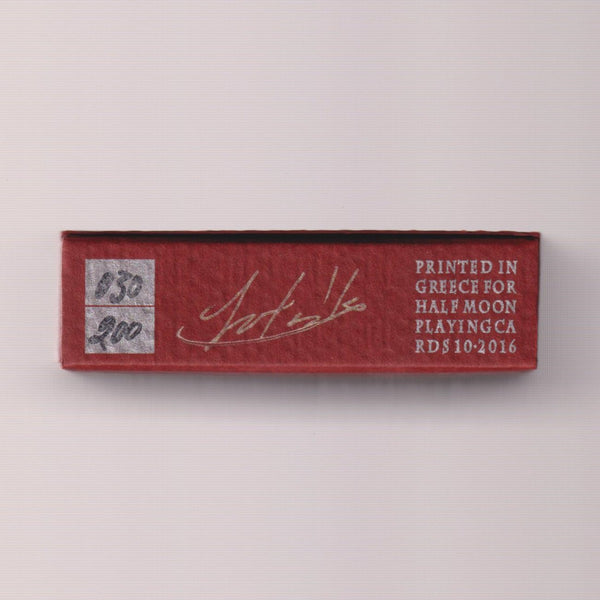 030
200
PRINTED IN
GREECE FOR
HALF MOON
PLAYING CA
RDS 10·2016